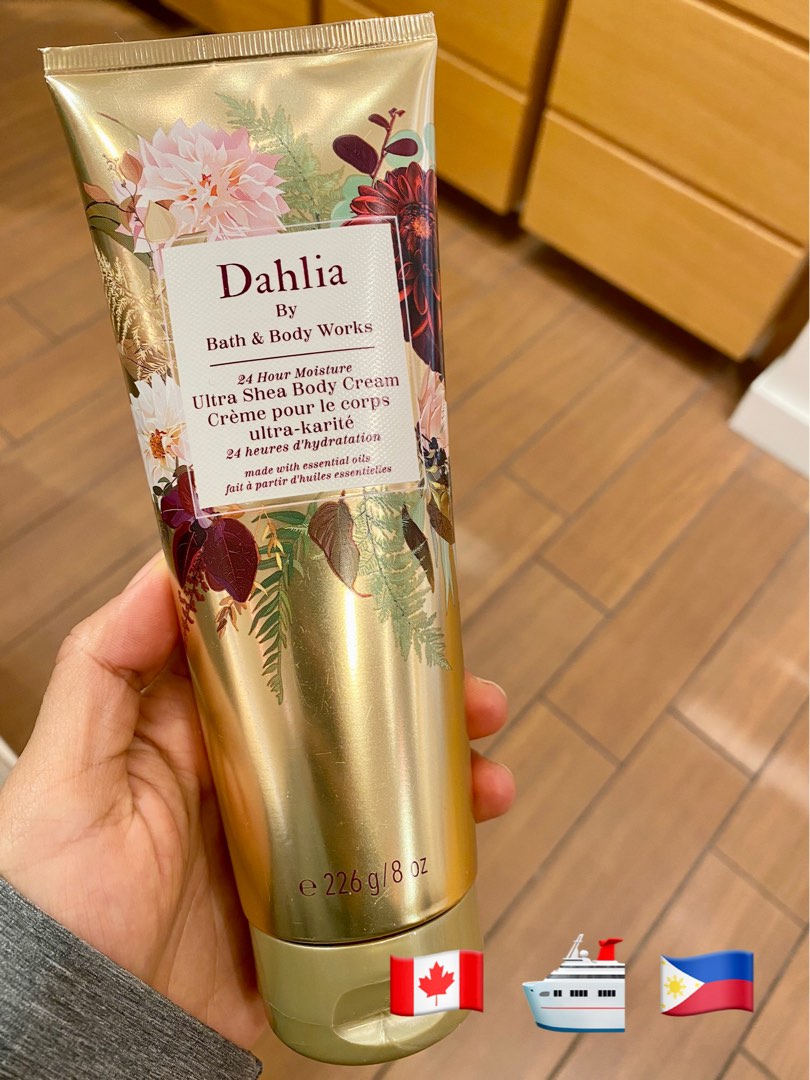 Dahlia
By
Bath & Body Works
24 Hour Moisture
Ultra Shea Body Cream
Crème pour le corps
ultra-karité
24 heures d'hydratation
made with essential oils
fait à partir d'huiles essentielles
℮ 226 g/8 oz